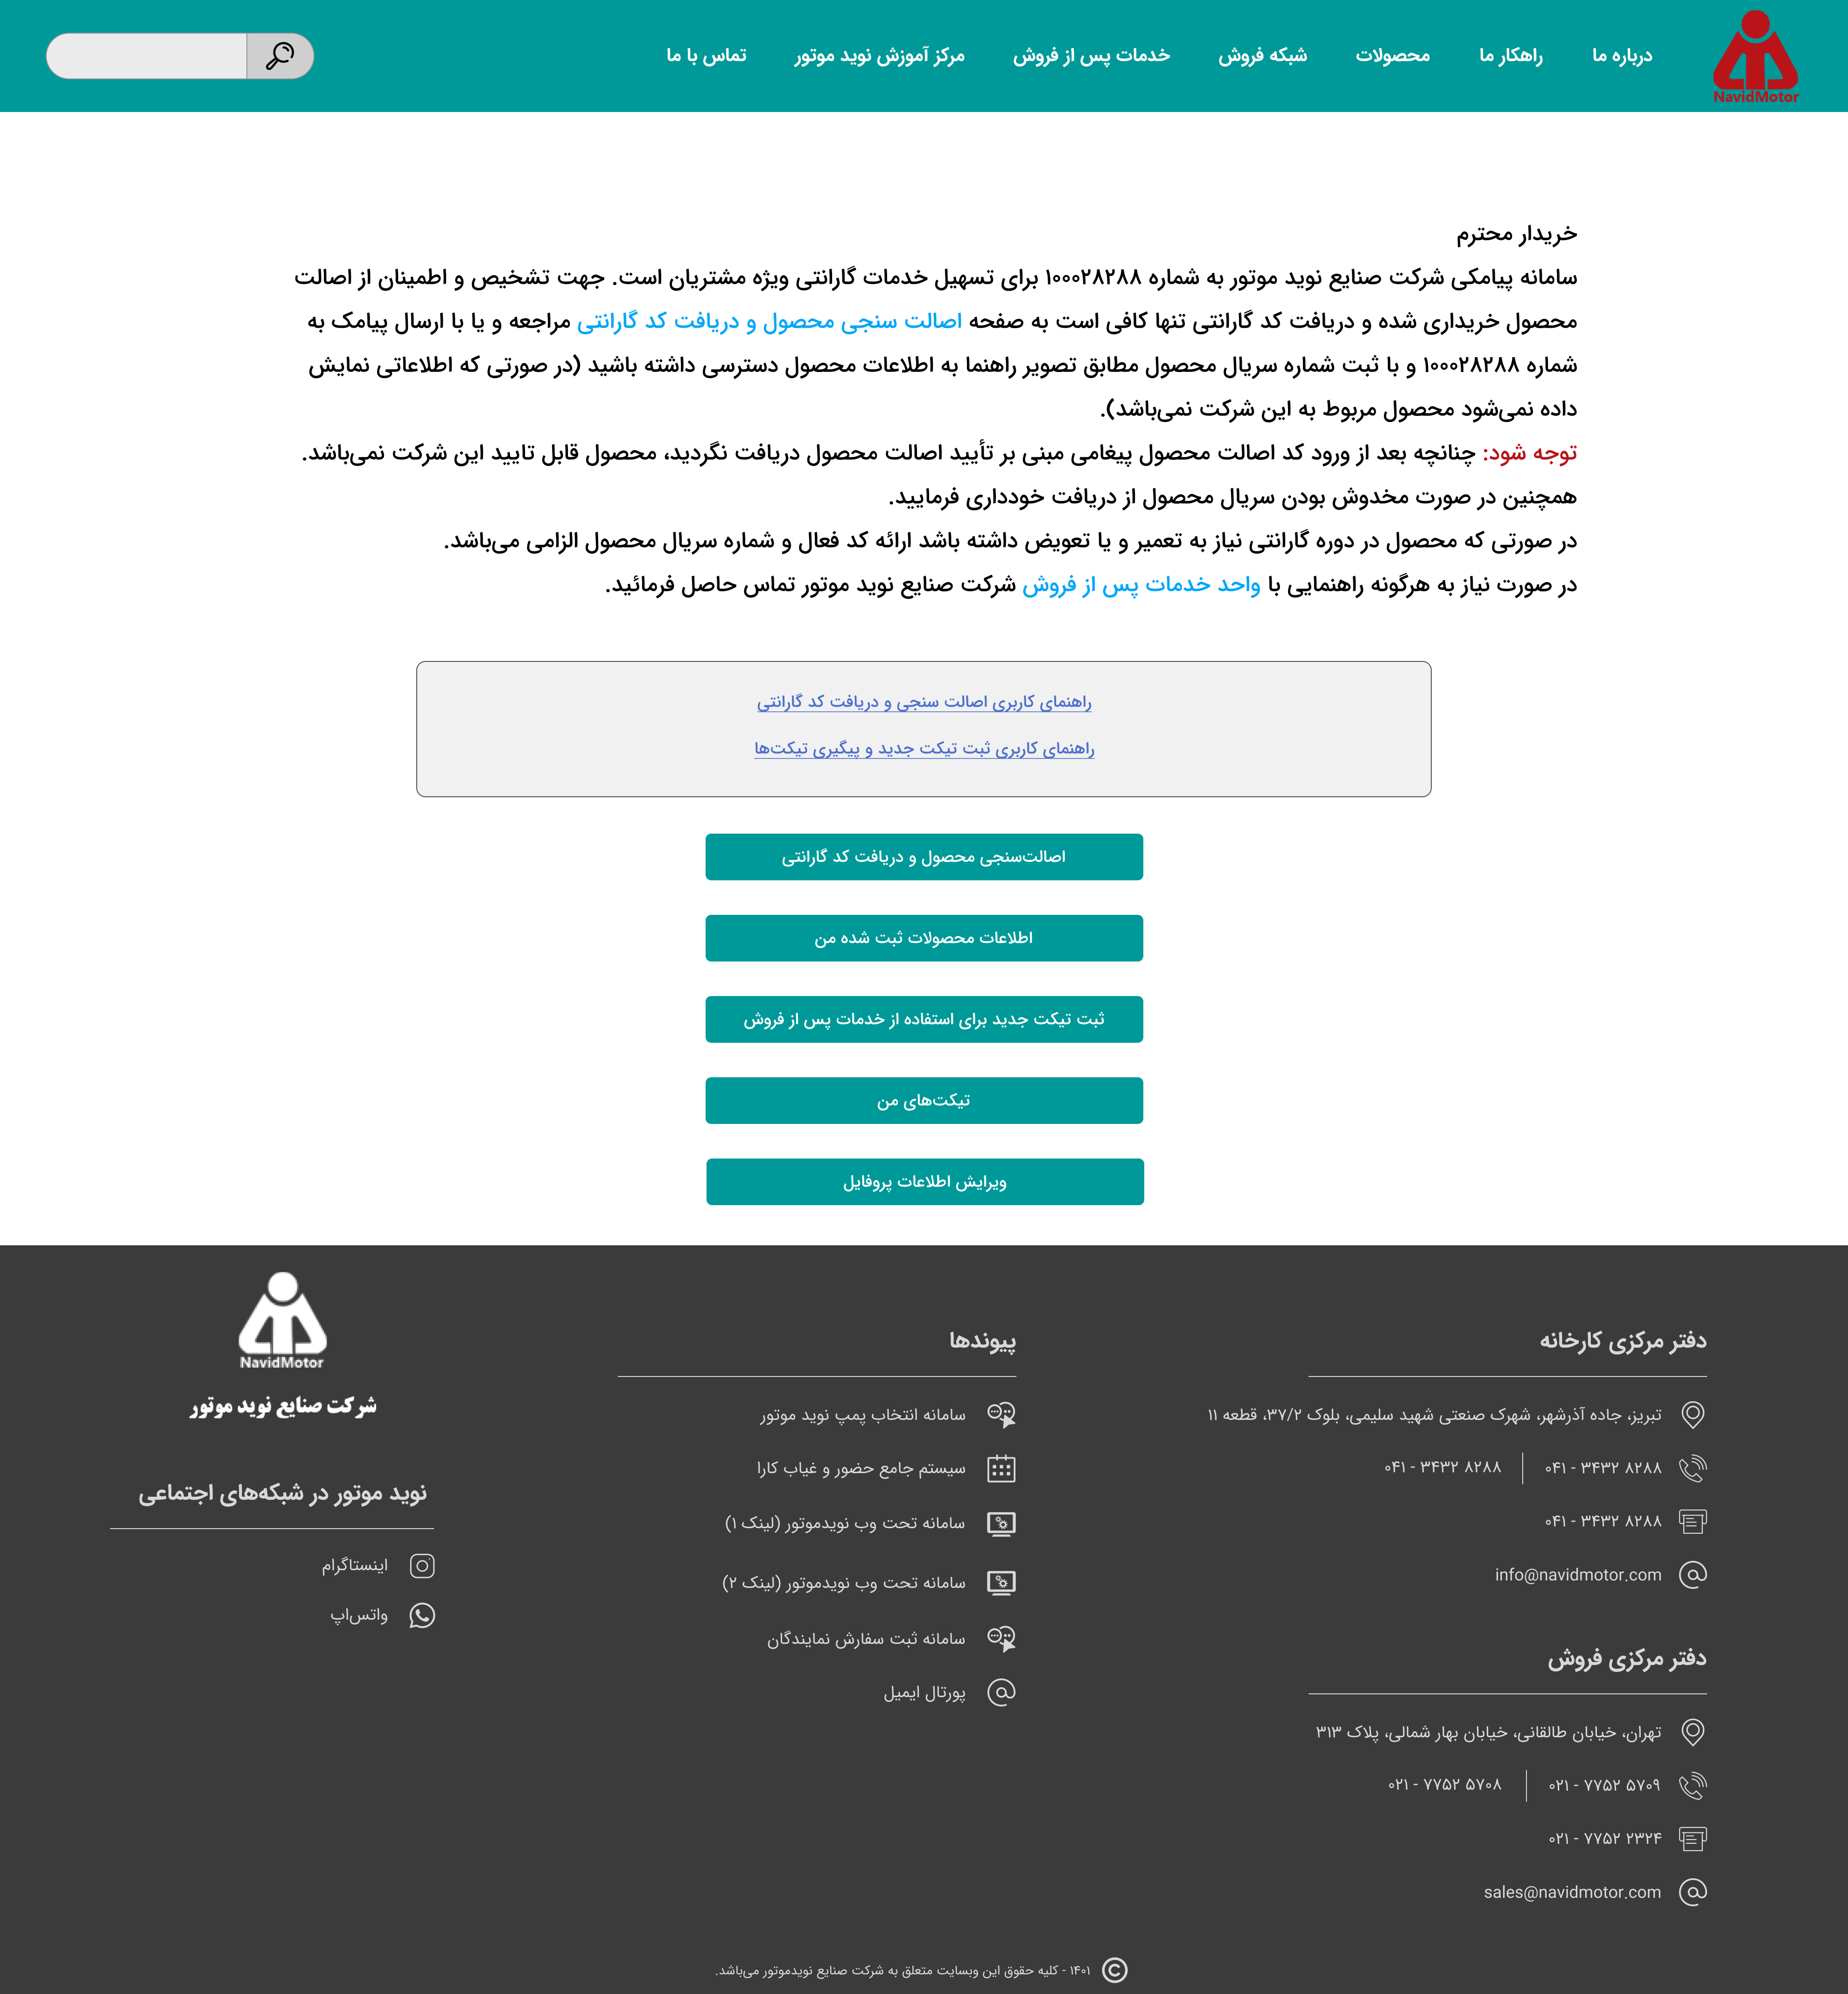 NavidMotor
درباره ما
راهکار ما
محصولات
شبکه فروش
خدمات پس از فروش
مرکز آموزش نوید موتور
تماس با ما
خریدار محترم
سامانه پیامکی شرکت صنایع نوید موتور به شماره ۱۰۰۰۲۸۲۸۸ برای تسهیل خدمات گارانتی ویژه مشتریان است. جهت تشخیص و اطمینان از اصالت
محصول خریداری شده و دریافت کد گارانتی تنها کافی است به صفحه اصالت سنجی محصول و دریافت کد گارانتی مراجعه و یا با ارسال پیامک به
شماره ۱۰۰۰۲۸۲۸۸ و با ثبت شماره سریال محصول مطابق تصویر راهنما به اطلاعات محصول دسترسی داشته باشید (در صورتی که اطلاعاتی نمایش
داده نمی‌شود محصول مربوط به این شرکت نمی‌باشد).
توجه شود: چنانچه بعد از ورود کد اصالت محصول پیغامی مبنی بر تأیید اصالت محصول دریافت نگردید، محصول قابل تایید این شرکت نمی‌باشد.
همچنین در صورت مخدوش بودن سریال محصول از دریافت خودداری فرمایید.
در صورتی که محصول در دوره گارانتی نیاز به تعمیر و یا تعویض داشته باشد ارائه کد فعال و شماره سریال محصول الزامی می‌باشد.
در صورت نیاز به هرگونه راهنمایی با واحد خدمات پس از فروش شرکت صنایع نوید موتور تماس حاصل فرمائید.
راهنمای کاربری اصالت سنجی و دریافت کد گارانتی
راهنمای کاربری ثبت تیکت جدید و پیگیری تیکت‌ها
اصالت‌سنجی محصول و دریافت کد گارانتی
اطلاعات محصولات ثبت شده من
ثبت تیکت جدید برای استفاده از خدمات پس از فروش
تیکت‌های من
ویرایش اطلاعات پروفایل
دفتر مرکزی کارخانه
تبریز، جاده آذرشهر، شهرک صنعتی شهید سلیمی، بلوک ۳۷/۲، قطعه ۱۱
۰۴۱ - ۳۴۳۲ ۸۲۸۸
۰۴۱ - ۳۴۳۲ ۸۲۸۸
۰۴۱ - ۳۴۳۲ ۸۲۸۸
info@navidmotor.com
دفتر مرکزی فروش
تهران، خیابان طالقانی، خیابان بهار شمالی، پلاک ۳۱۳
۰۲۱ - ۷۷۵۲ ۵۷۰۹
۰۲۱ - ۷۷۵۲ ۵۷۰۸
۰۲۱ - ۷۷۵۲ ۲۳۲۴
sales@navidmotor.com
پیوندها
سامانه انتخاب پمپ نوید موتور
سیستم جامع حضور و غیاب کارا
سامانه تحت وب نویدموتور (لینک ۱)
سامانه تحت وب نویدموتور (لینک ۲)
سامانه ثبت سفارش نمایندگان
پورتال ایمیل
NavidMotor
شرکت صنایع نوید موتور
نوید موتور در شبکه‌های اجتماعی
اینستاگرام
واتس‌اپ
© ۱۴۰۱ - کلیه حقوق این وبسایت متعلق به شرکت صنایع نویدموتور می‌باشد.